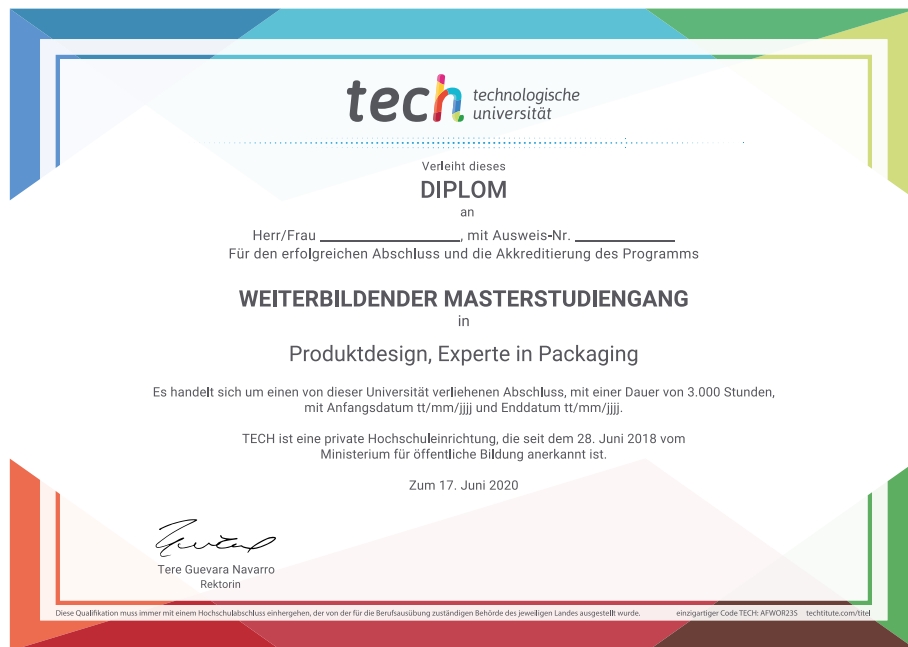 tech technologische
universität
Verleiht dieses
DIPLOM
an
Herr/Frau ____________, mit Ausweis-Nr. ____________
Für den erfolgreichen Abschluss und die Akkreditierung des Programms
WEITERBILDENDER MASTERSTUDIENGANG
in
Produktdesign, Experte in Packaging
Es handelt sich um einen von dieser Universität verliehenen Abschluss, mit einer Dauer von 3.000 Stunden,
mit Anfangsdatum tt/mm/jjjj und Enddatum tt/mm/jjjj.
TECH ist eine private Hochschuleinrichtung, die seit dem 28. Juni 2018 vom
Ministerium für öffentliche Bildung anerkannt ist.
Zum 17. Juni 2020
Tere Guevara Navarro
Rektorin
Diese Qualifikation muss immer mit einem Hochschulabschluss einhergehen, der von der für die Berufsausübung zuständigen Behörde des jeweiligen Landes ausgestellt wurde. einzigartiger Code TECH: AFWOR23S techtitute.com/titel